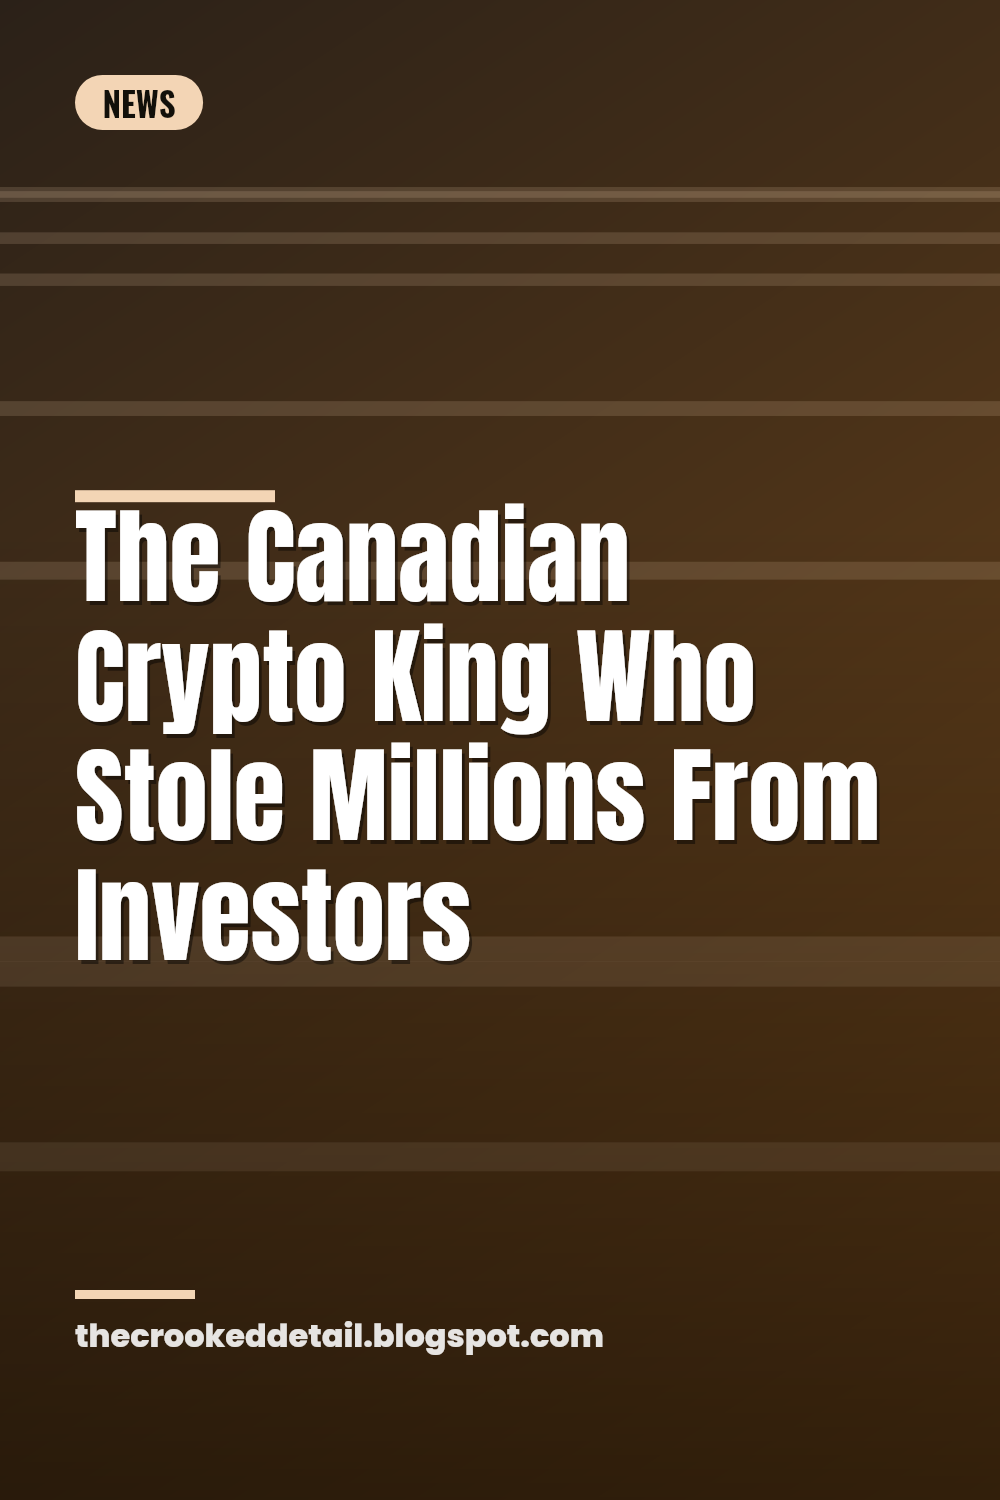 NEWS
The Canadian
Crypto King Who
Stole Millions From
Investors
thecrookeddetail.blogspot.com